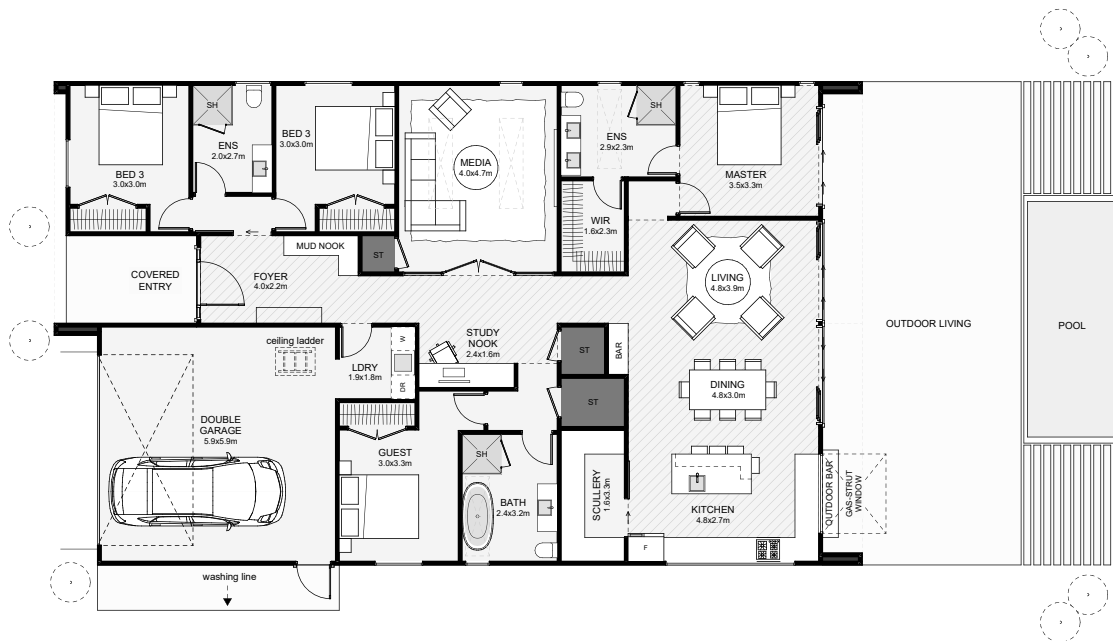 SH
ENS
2.0x2.7m
BED 3
3.0x3.0m
BED 3
3.0x3.0m
MEDIA
4.0x4.7m
SH
ENS
2.9x2.3m
MASTER
3.5x3.3m
WIR
1.6x2.3m
MUD NOOK
ST
COVERED
ENTRY
FOYER
4.0x2.2m
LIVING
4.8x3.9m
OUTDOOR LIVING
POOL
ceiling ladder
W
LDRY
1.9x1.8m
DR
STUDY
NOOK
2.4x1.6m
ST
BAR
ST
DINING
4.8x3.0m
DOUBLE
GARAGE
5.9x5.9m
GUEST
3.0x3.3m
SH
BATH
2.4x3.2m
SCULLERY
1.6x3.3m
KITCHEN
4.8x2.7m
F
OUTDOOR BAR
GAS-STRUT
WINDOW
washing line